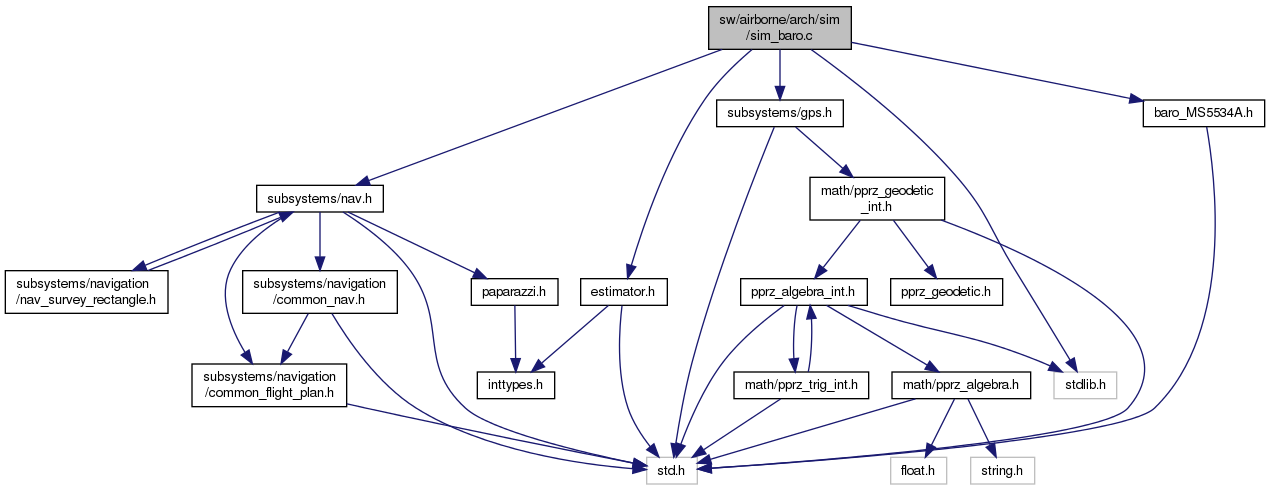 sw/airborne/arch/sim
/sim_baro.c
subsystems/gps.h
baro_MS5534A.h
subsystems/nav.h
math/pprz_geodetic
_int.h
subsystems/navigation
/nav_survey_rectangle.h
subsystems/navigation
/common_nav.h
paparazzi.h
estimator.h
pprz_algebra_int.h
pprz_geodetic.h
subsystems/navigation
/common_flight_plan.h
inttypes.h
math/pprz_trig_int.h
math/pprz_algebra.h
stdlib.h
std.h
float.h
string.h